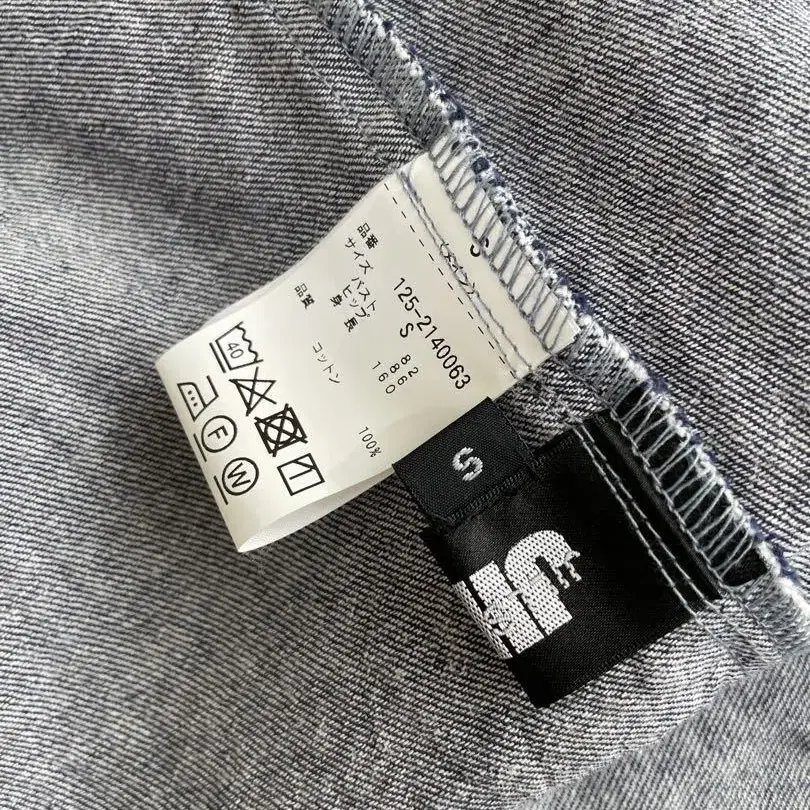 品番 125-2140063
サイズ S
バスト 82
ヒップ 86
身長 160
品質
コットン 100%
40
F
W
S